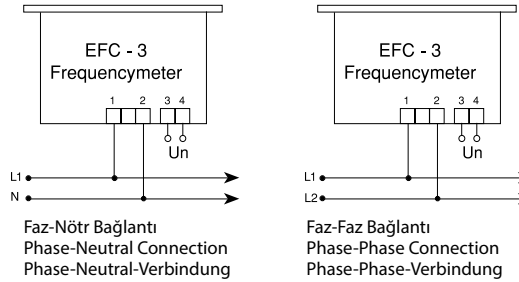 EFC - 3
Frequencymeter
1 2 3 4
Un
L1
N
Faz-Nötr Bağlantı
Phase-Neutral Connection
Phase-Neutral-Verbindung
EFC - 3
Frequencymeter
1 2 3 4
Un
L1
L2
Faz-Faz Bağlantı
Phase-Phase Connection
Phase-Phase-Verbindung